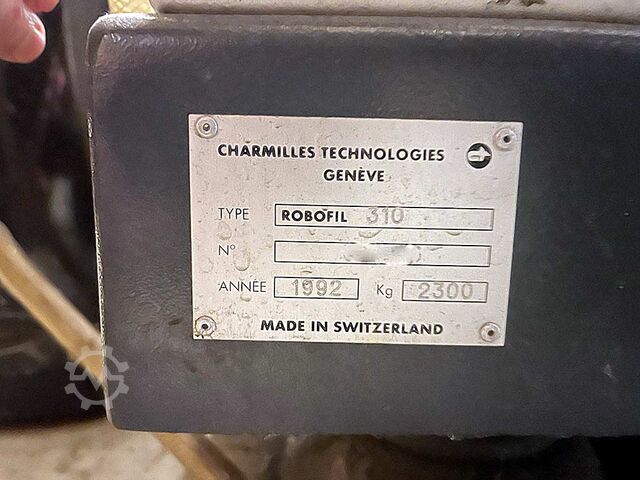 CHARMILLES TECHNOLOGIES
GENÈVE
TYPE ROBOFIL 310
N°
ANNÉE 1992 Kg 2300
MADE IN SWITZERLAND